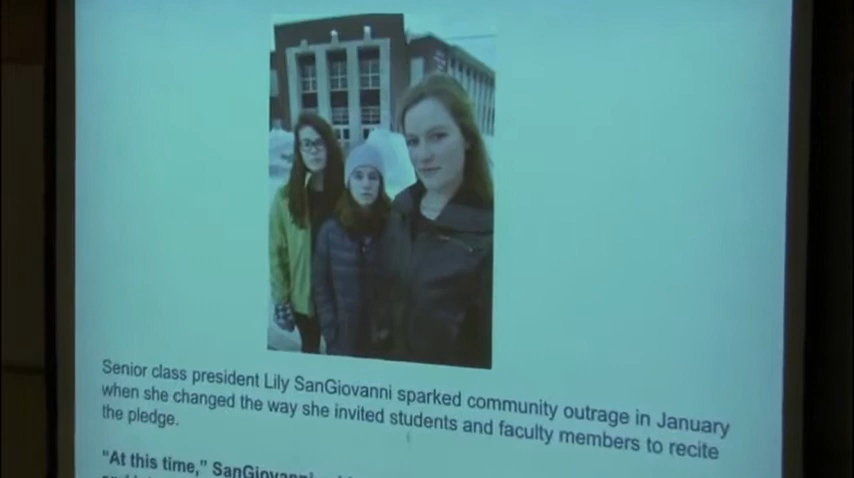 Senior class president Lily SanGiovanni sparked community outrage in January
when she changed the way she invited students and faculty members to recite
the pledge.
"At this time," SanGiovanni